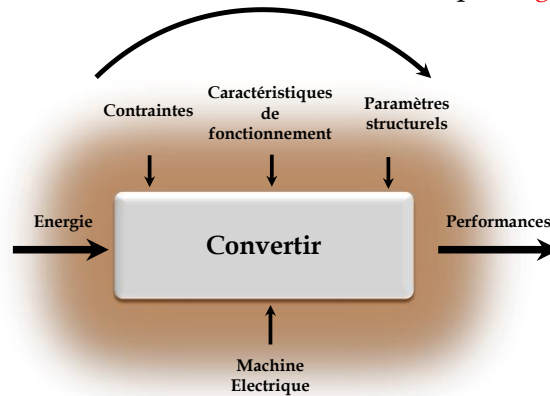 Contraintes
Caractéristiques
de
fonctionnement
Paramètres
structurels
Energie
Convertir
Performances
Machine
Electrique